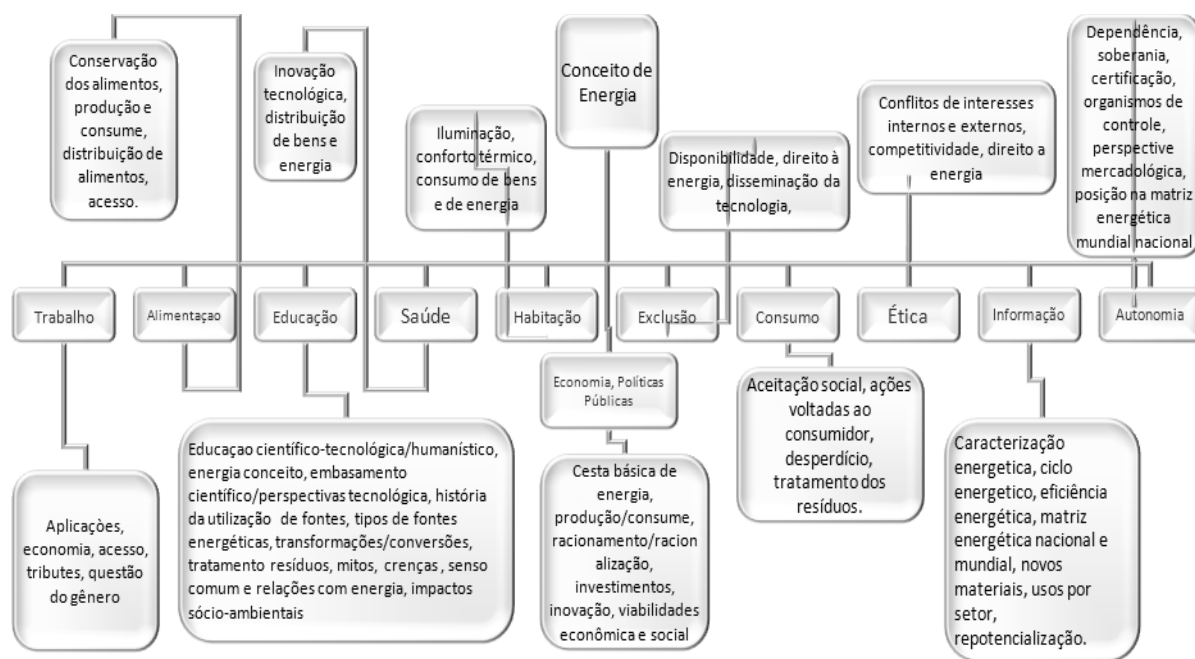 Conservação
dos alimentos,
produção e
consume,
distribuição de
alimentos,
acesso.
Inovação
tecnológica,
distribuição
de bens e
energia
Iluminação,
conforto térmico,
consumo de bens
e de energia
Conceito de
Energia
Disponibilidade, direito à
energia, disseminação da
tecnologia,
Conflitos de interesses
internos e externos,
competitividade, direito a
energia
Dependência,
soberania,
certificação,
organismos de
controle,
perspective
mercadológica,
posição na matriz
energética
mundial nacional
Trabalho
Alimentaçao
Educação
Saúde
Habitação
Exclusão
Consumo
Ética
Informação
Autonomia
Economia, Políticas
Públicas
Aplicaçòes,
economia, acesso,
tributes, questão
do gênero
Educaçao científico-tecnológica/humanístico,
energia conceito, embasamento
científico/perspectivas tecnológica, história
da utilização de fontes, tipos de fontes
energéticas, transformações/conversões,
tratamento resíduos, mitos, crenças , senso
comum e relações com energia, impactos
sócio-ambientais
Cesta básica de
energia,
produção/consume,
racionamento/racion
alização,
investimentos,
inovação, viabilidades
econômica e social
Aceitação social, ações
voltadas ao
consumidor,
desperdício,
tratamento dos
resíduos.
Caracterização
energetica, ciclo
energetico, eficiência
energética, matriz
energética nacional e
mundial, novos
materiais, usos por
setor,
repotencialização.